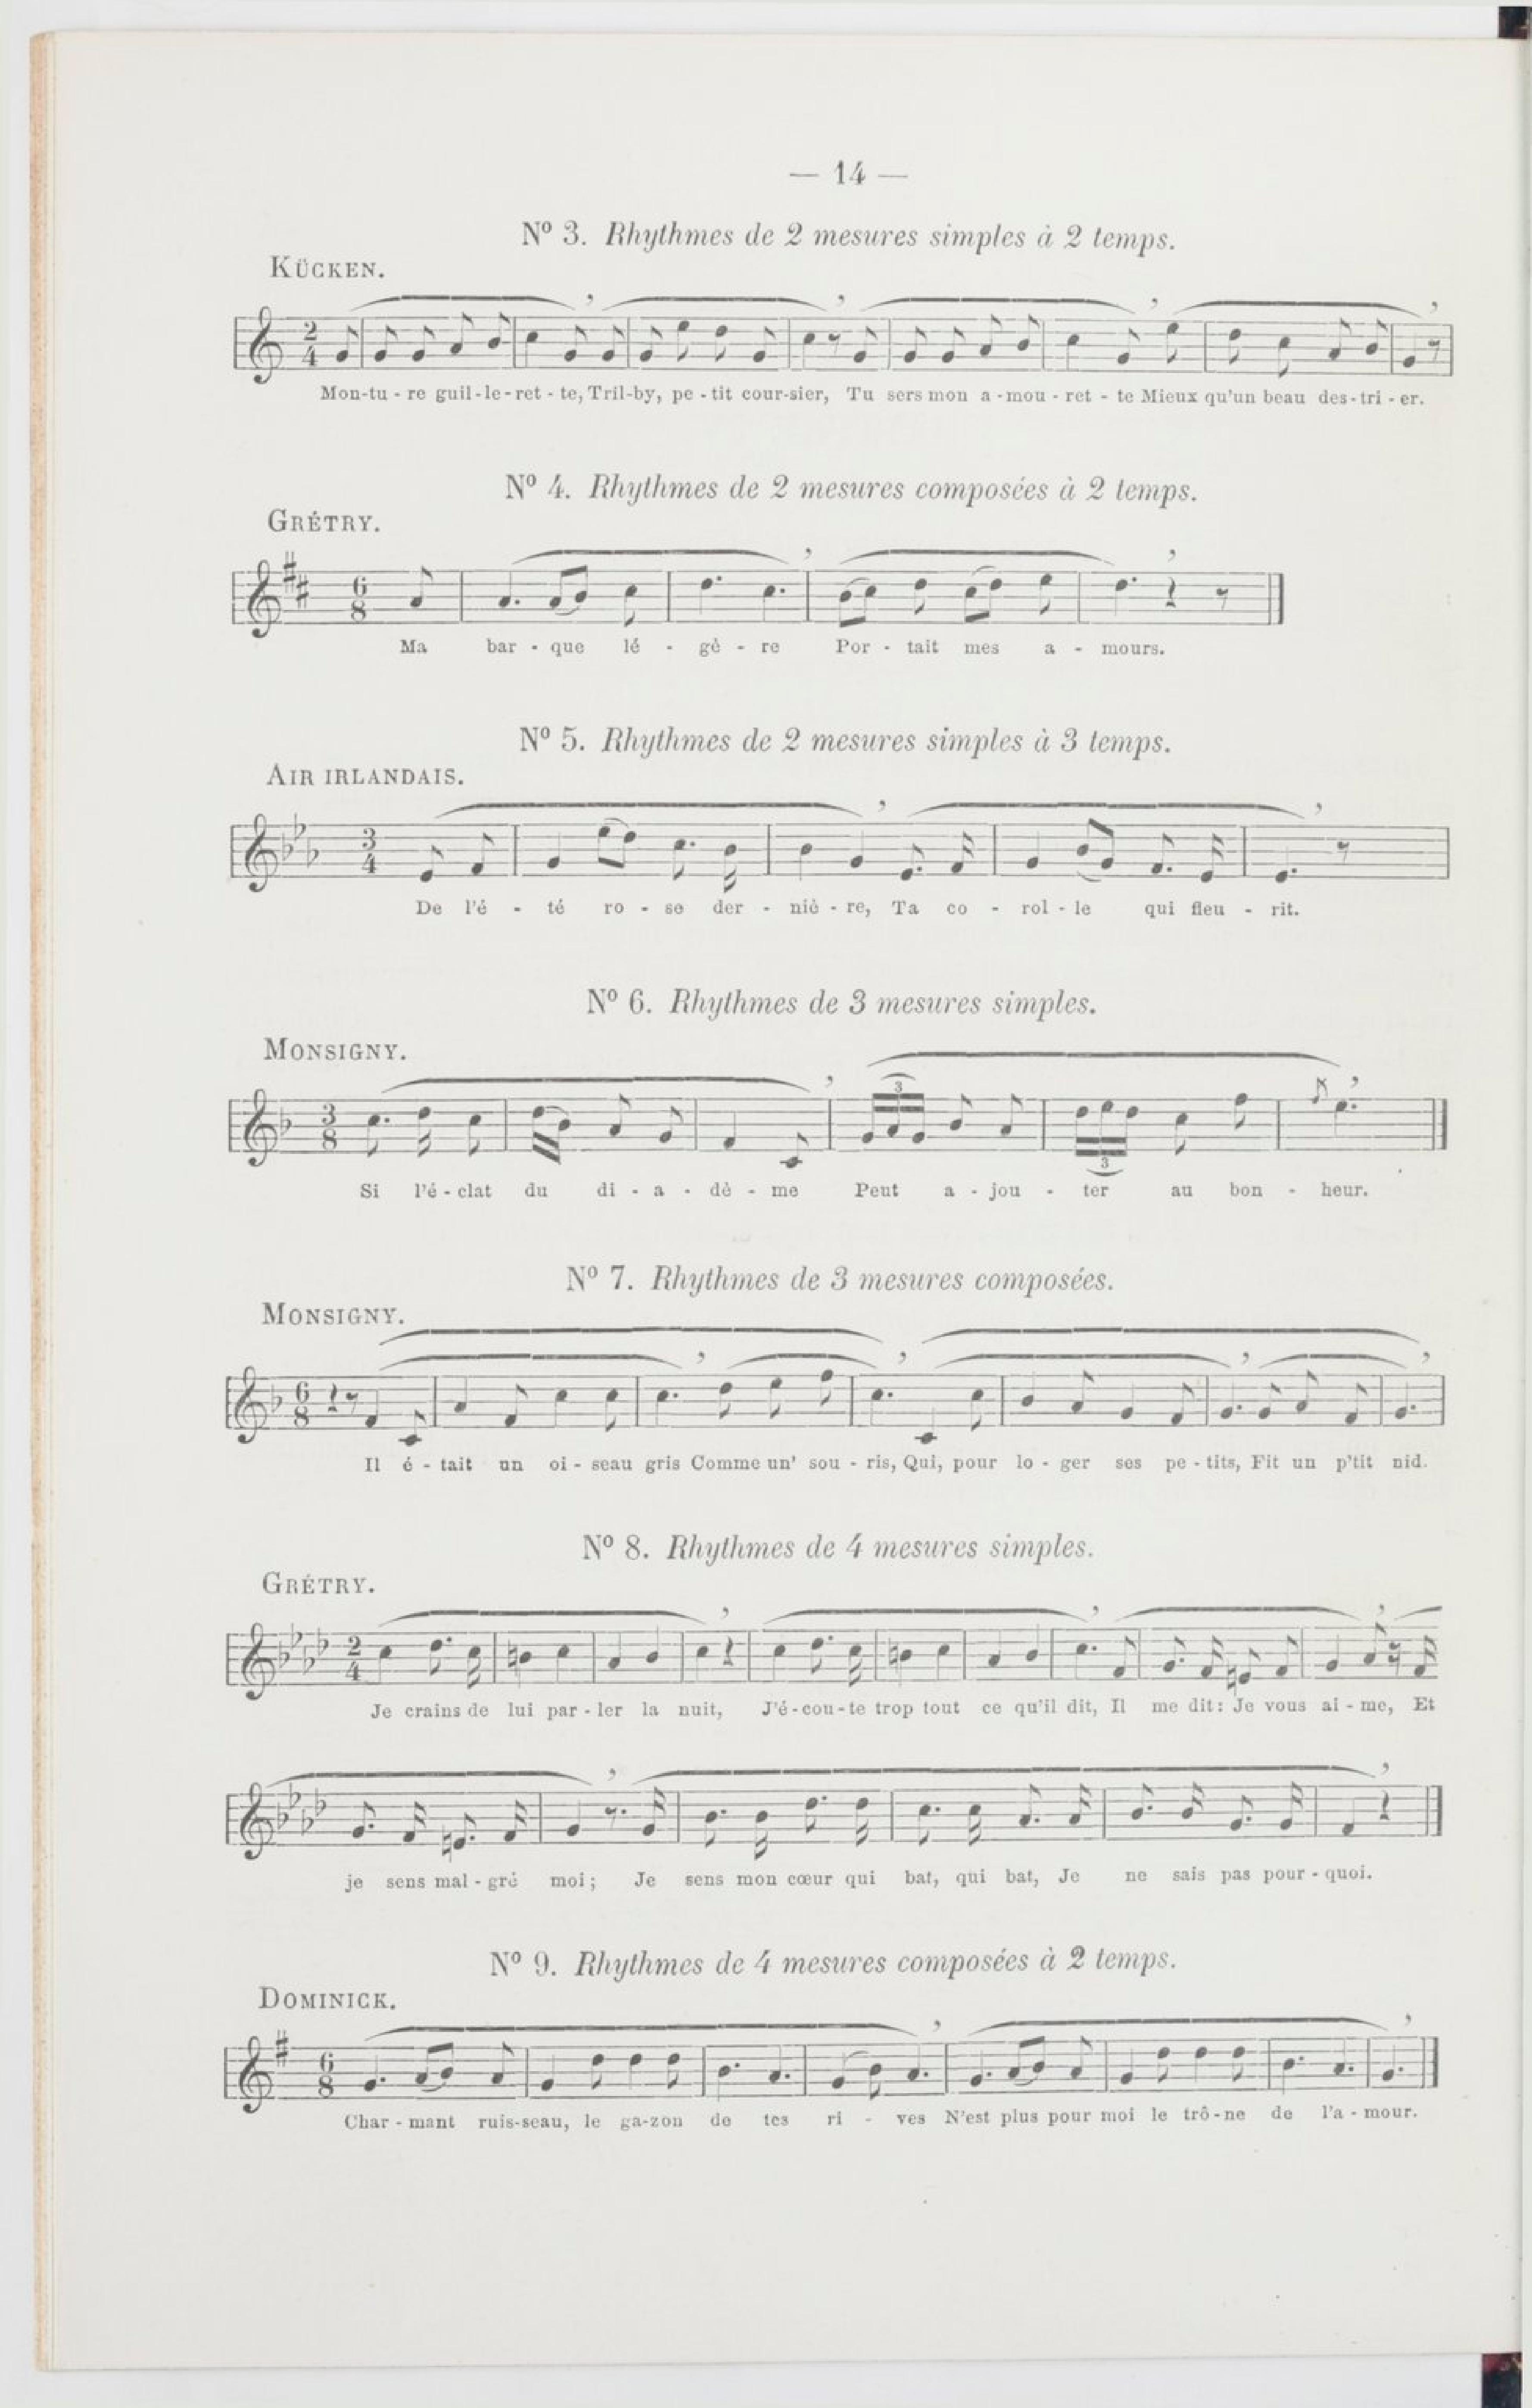 — 14 —
Nº 3. Rhythmes de 2 mesures simples à 2 temps.
KÜCKEN.
2
4
Mon-tu - re guil-le-ret - te, Tril-by, pe - tit cour-sier, Tu sers mon a - mou - ret - te Mieux qu'un beau des-tri - er.
Nº 4. Rhythmes de 2 mesures composées à 2 temps.
GRÉTRY.
6
8
Ma bar - que lé - gè - re Por - tait mes a - mours.
Nº 5. Rhythmes de 2 mesures simples à 3 temps.
AIR IRLANDAIS.
3
4
De l'é - té ro - se der - niè - re, Ta co - rol - le qui fleu - rit.
Nº 6. Rhythmes de 3 mesures simples.
MONSIGNY.
3
3
8
3
Si l'é - clat du di - a - dè - me Peut a - jou - ter au bon - heur.
Nº 7. Rhythmes de 3 mesures composées.
MONSIGNY.
6
8
Il é - tait un oi - seau gris Comme un' sou - ris, Qui, pour lo - ger ses pe - tits, Fit un p'tit nid.
Nº 8. Rhythmes de 4 mesures simples.
GRÉTRY.
2
4
Je crains de lui par - ler la nuit, J'é - cou - te trop tout ce qu'il dit, Il me dit: Je vous ai - me, Et
je sens mal - gré moi; Je sens mon cœur qui bat, qui bat, Je ne sais pas pour - quoi.
Nº 9. Rhythmes de 4 mesures composées à 2 temps.
DOMINICK.
6
8
Char - mant ruis-seau, le ga-zon de tes ri - ves N'est plus pour moi le trô - ne de l'a - mour.